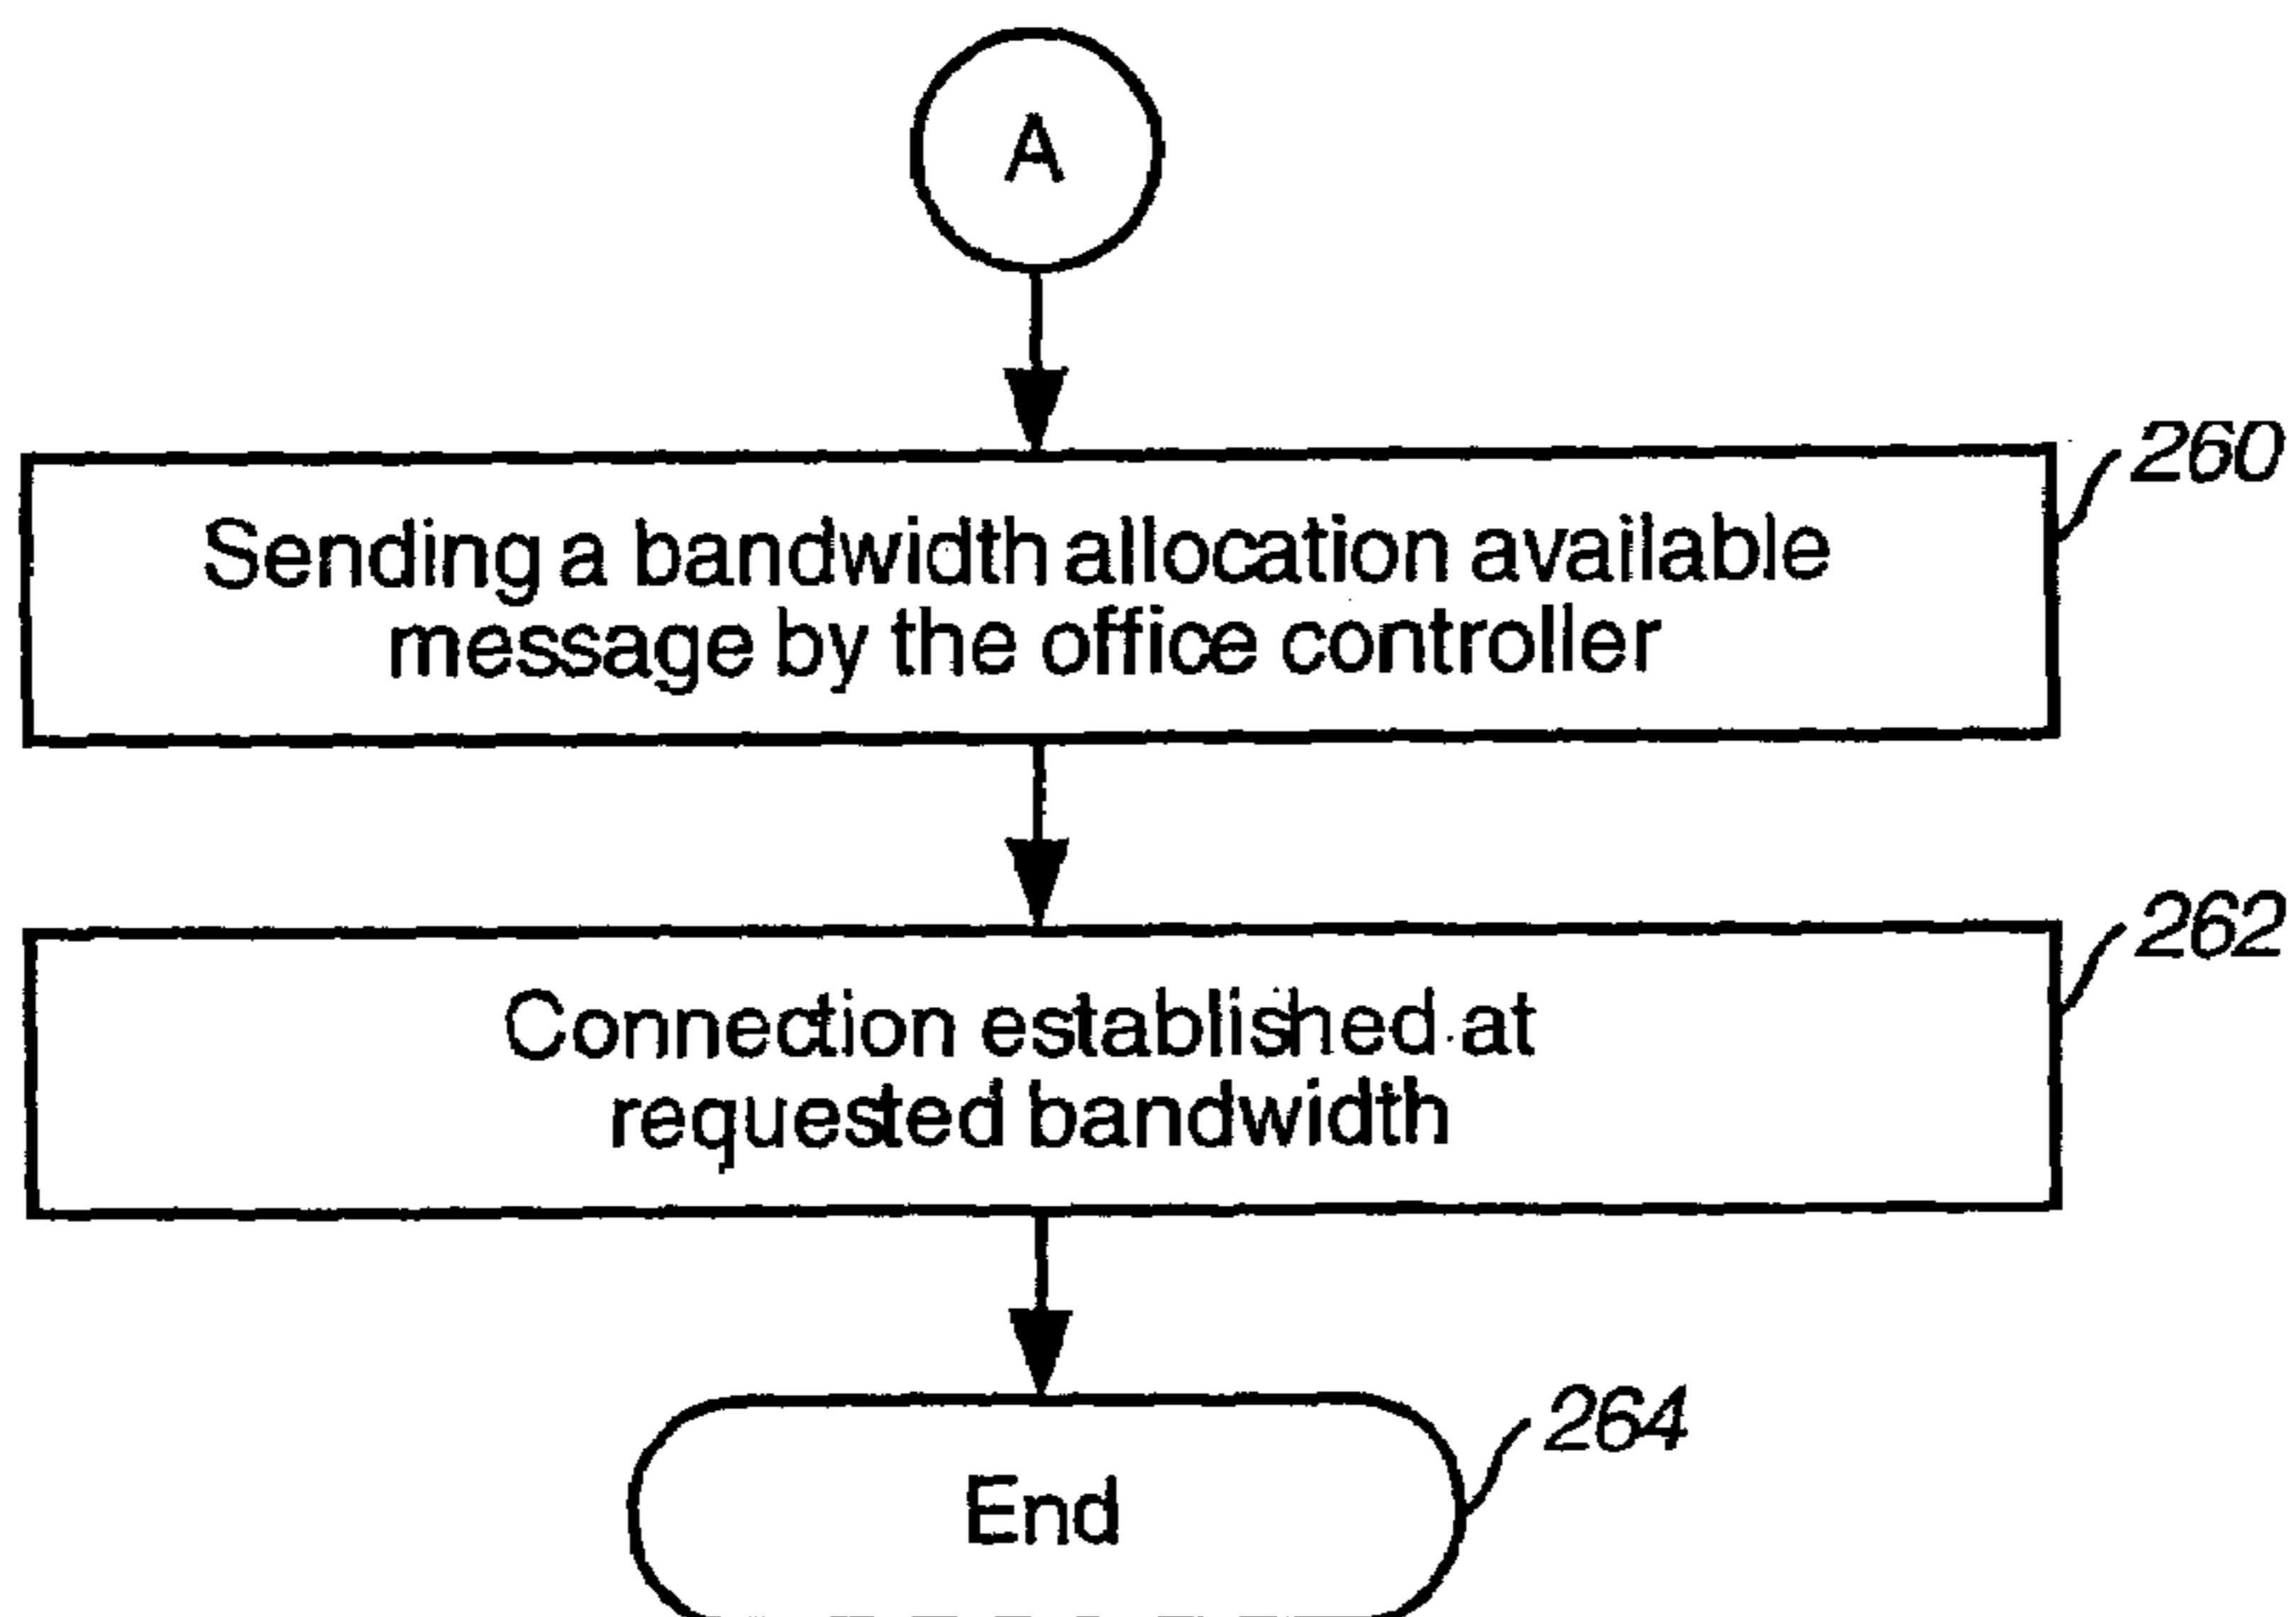 A
260
Sending a bandwidth allocation available
message by the office controller
262
Connection established at
requested bandwidth
264
End